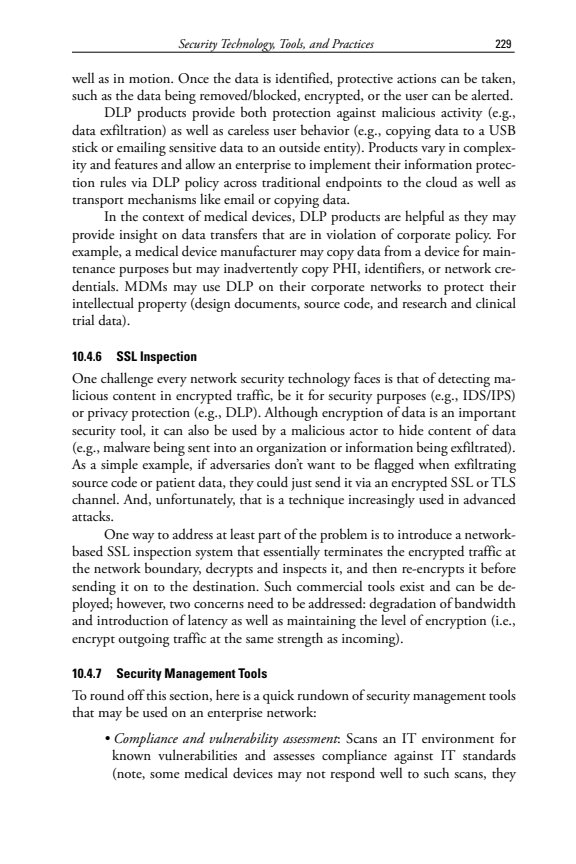 Security Technology, Tools, and Practices 229
well as in motion. Once the data is identified, protective actions can be taken,
such as the data being removed/blocked, encrypted, or the user can be alerted.
DLP products provide both protection against malicious activity (e.g.,
data exfiltration) as well as careless user behavior (e.g., copying data to a USB
stick or emailing sensitive data to an outside entity). Products vary in complex-
ity and features and allow an enterprise to implement their information protec-
tion rules via DLP policy across traditional endpoints to the cloud as well as
transport mechanisms like email or copying data.
In the context of medical devices, DLP products are helpful as they may
provide insight on data transfers that are in violation of corporate policy. For
example, a medical device manufacturer may copy data from a device for main-
tenance purposes but may inadvertently copy PHI, identifiers, or network cre-
dentials. MDMs may use DLP on their corporate networks to protect their
intellectual property (design documents, source code, and research and clinical
trial data).
10.4.6 SSL Inspection
One challenge every network security technology faces is that of detecting ma-
licious content in encrypted traffic, be it for security purposes (e.g., IDS/IPS)
or privacy protection (e.g., DLP). Although encryption of data is an important
security tool, it can also be used by a malicious actor to hide content of data
(e.g., malware being sent into an organization or information being exfiltrated).
As a simple example, if adversaries don’t want to be flagged when exfiltrating
source code or patient data, they could just send it via an encrypted SSL or TLS
channel. And, unfortunately, that is a technique increasingly used in advanced
attacks.
One way to address at least part of the problem is to introduce a network-
based SSL inspection system that essentially terminates the encrypted traffic at
the network boundary, decrypts and inspects it, and then re-encrypts it before
sending it on to the destination. Such commercial tools exist and can be de-
ployed; however, two concerns need to be addressed: degradation of bandwidth
and introduction of latency as well as maintaining the level of encryption (i.e.,
encrypt outgoing traffic at the same strength as incoming).
10.4.7 Security Management Tools
To round off this section, here is a quick rundown of security management tools
that may be used on an enterprise network:
• Compliance and vulnerability assessment: Scans an IT environment for
known vulnerabilities and assesses compliance against IT standards
(note, some medical devices may not respond well to such scans, they